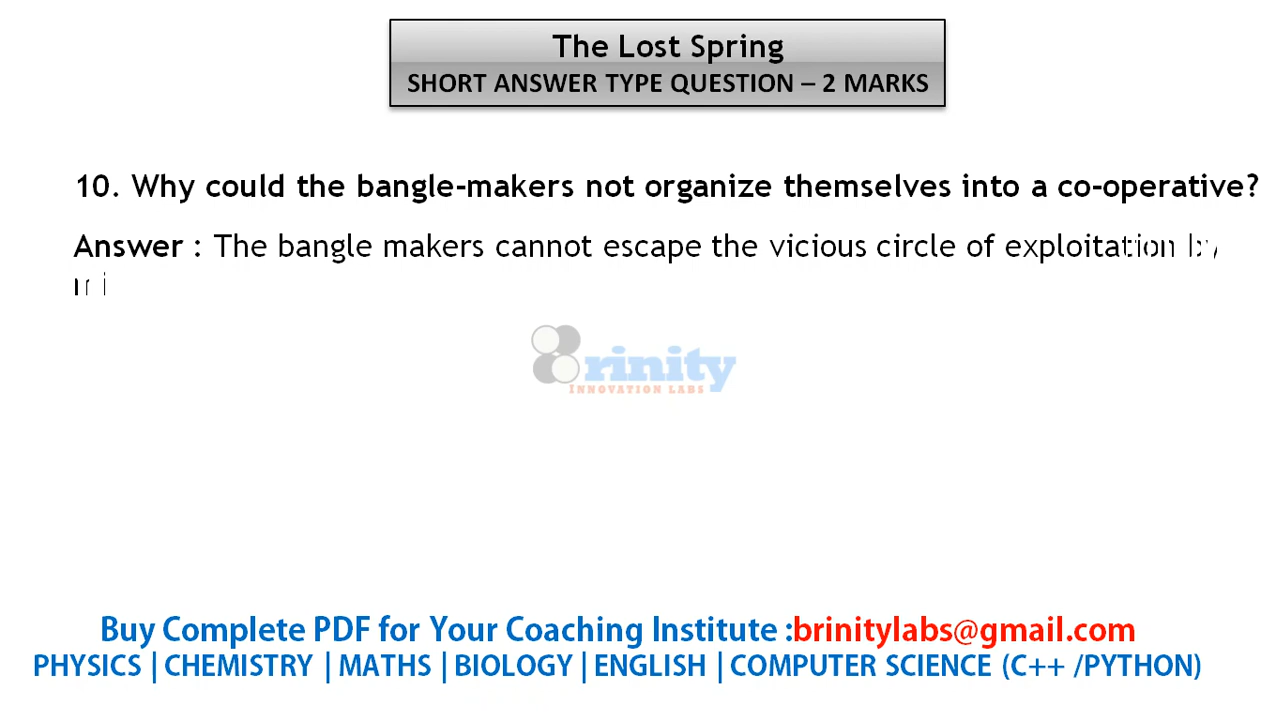 The Lost Spring
SHORT ANSWER TYPE QUESTION – 2 MARKS
10. Why could the bangle-makers not organize themselves into a co-operative?
Answer : The bangle makers cannot escape the vicious circle of exploitation by
rinity
INNOVATION LABS
Buy Complete PDF for Your Coaching Institute :brinitylabs@gmail.com
PHYSICS | CHEMISTRY | MATHS | BIOLOGY | ENGLISH | COMPUTER SCIENCE (C++ /PYTHON)